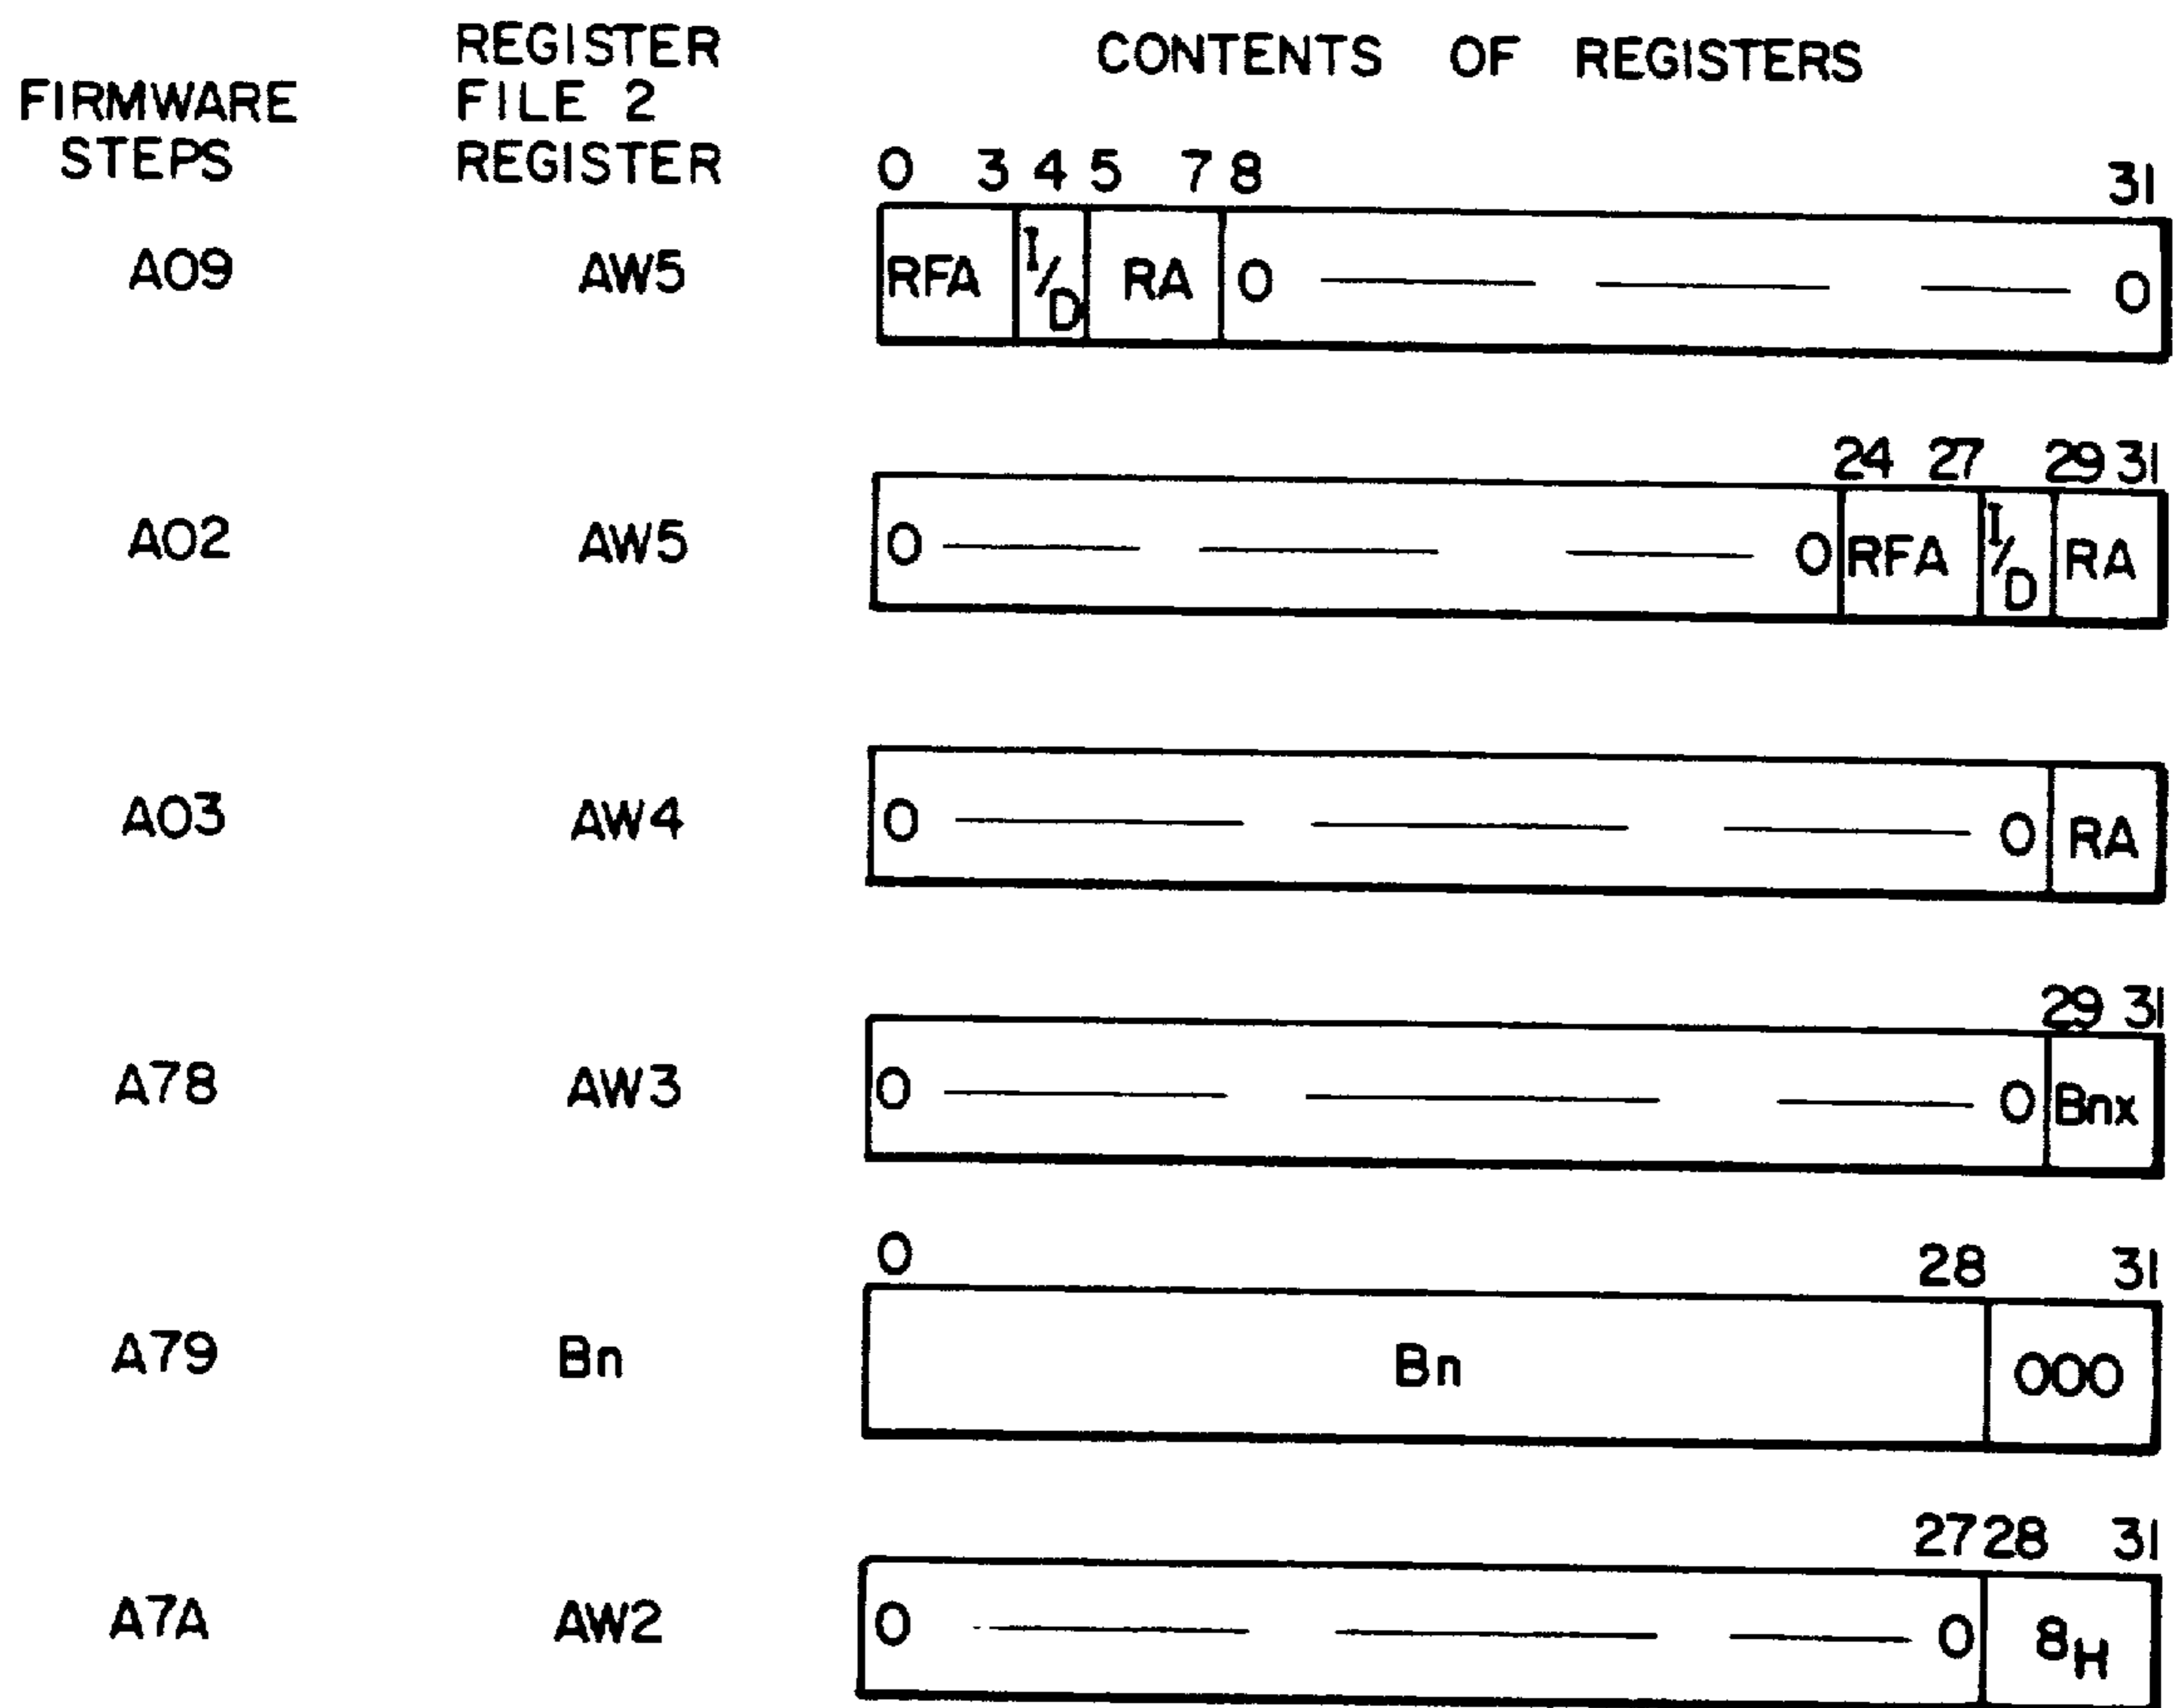 REGISTER
FIRMWARE FILE 2 CONTENTS OF REGISTERS
STEPS REGISTER
0 3 4 5 7 8 31
A09 AW5 RFA I/D RA 0 0
24 27 29 31
A02 AW5 0 0 RFA I/D RA
A03 AW4 0 0 RA
29 31
A78 AW3 0 0 Bnx
0 28 31
A79 Bn Bn 000
27 28 31
A7A AW2 0 0 8H